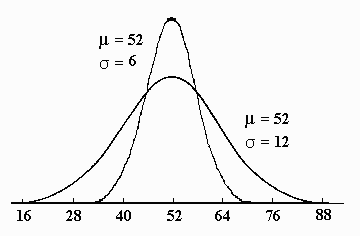 μ = 52
σ = 6
μ = 52
σ = 12
16 28 40 52 64 76 88